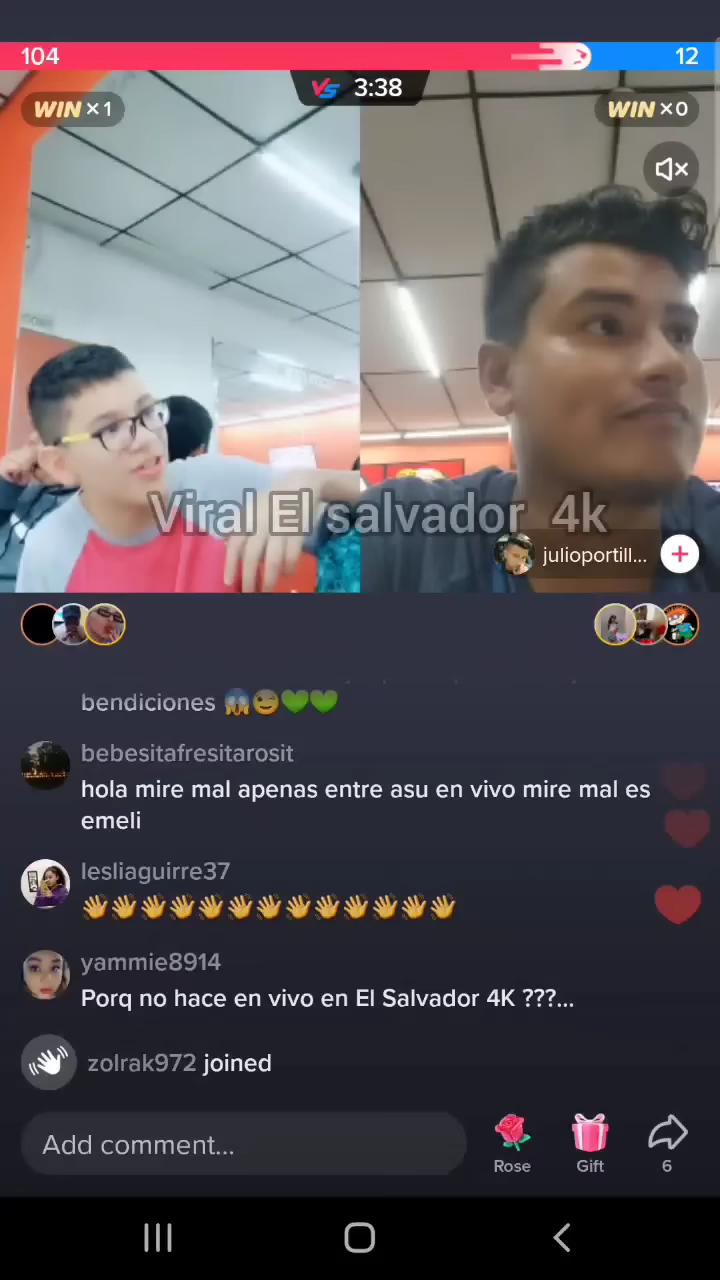 104
12
VS 3:38
WIN ×1
WIN ×0
Viral El salvador 4k
julioportill...
bendiciones 😱😉💚💚
bebesitafresitarosit
hola mire mal apenas entre asu en vivo mire mal es
emeli
lesliaguirre37
👋👋👋👋👋👋👋👋👋👋👋👋👋
yammie8914
Porq no hace en vivo en El Salvador 4K ???...
zolrak972 joined
Add comment...
Rose
Gift
6